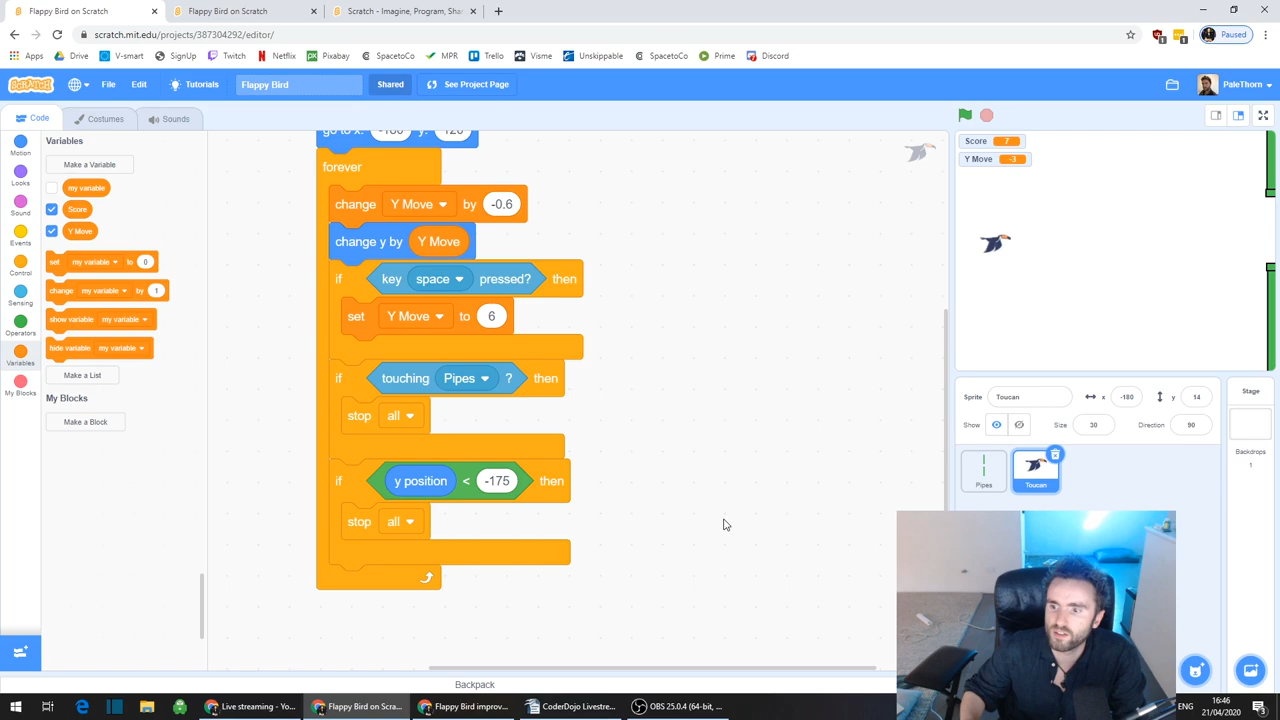 Flappy Bird on Scratch
Flappy Bird on Scratch
Scratch - Imagine, Program, Sha
scratch.mit.edu/projects/387304292/editor/
Paused
Apps Drive V-smart SignUp Twitch Netflix Pixabay SpacetoCo MPR Trello Visme Unskippable SpacetoCo Prime Discord
SCRATCH File Edit Tutorials Flappy Bird Shared See Project Page PaleThorn
Code Costumes Sounds
Motion
Looks
Sound
Events
Control
Sensing
Operators
Variables
My Blocks
Variables
Make a Variable
my variable
Score
Y Move
set my variable to 0
change my variable by 1
show variable my variable
hide variable my variable
Make a List
My Blocks
Make a Block
go to x: -180 y: 120
forever
change Y Move by -0.6
change y by Y Move
if key space pressed? then
set Y Move to 6
if touching Pipes ? then
stop all
if y position < -175 then
stop all
Score 7
Y Move -3
Sprite Toucan x -180 y 14
Show Size 30 Direction 90
Pipes
Toucan
Stage
Backdrops
1
Backpack
Live streaming - Yo...
Flappy Bird on Scra...
Flappy Bird improv...
CoderDojo Livestre...
OBS 25.0.4 (64-bit, ...
ENG
16:46
21/04/2020
3